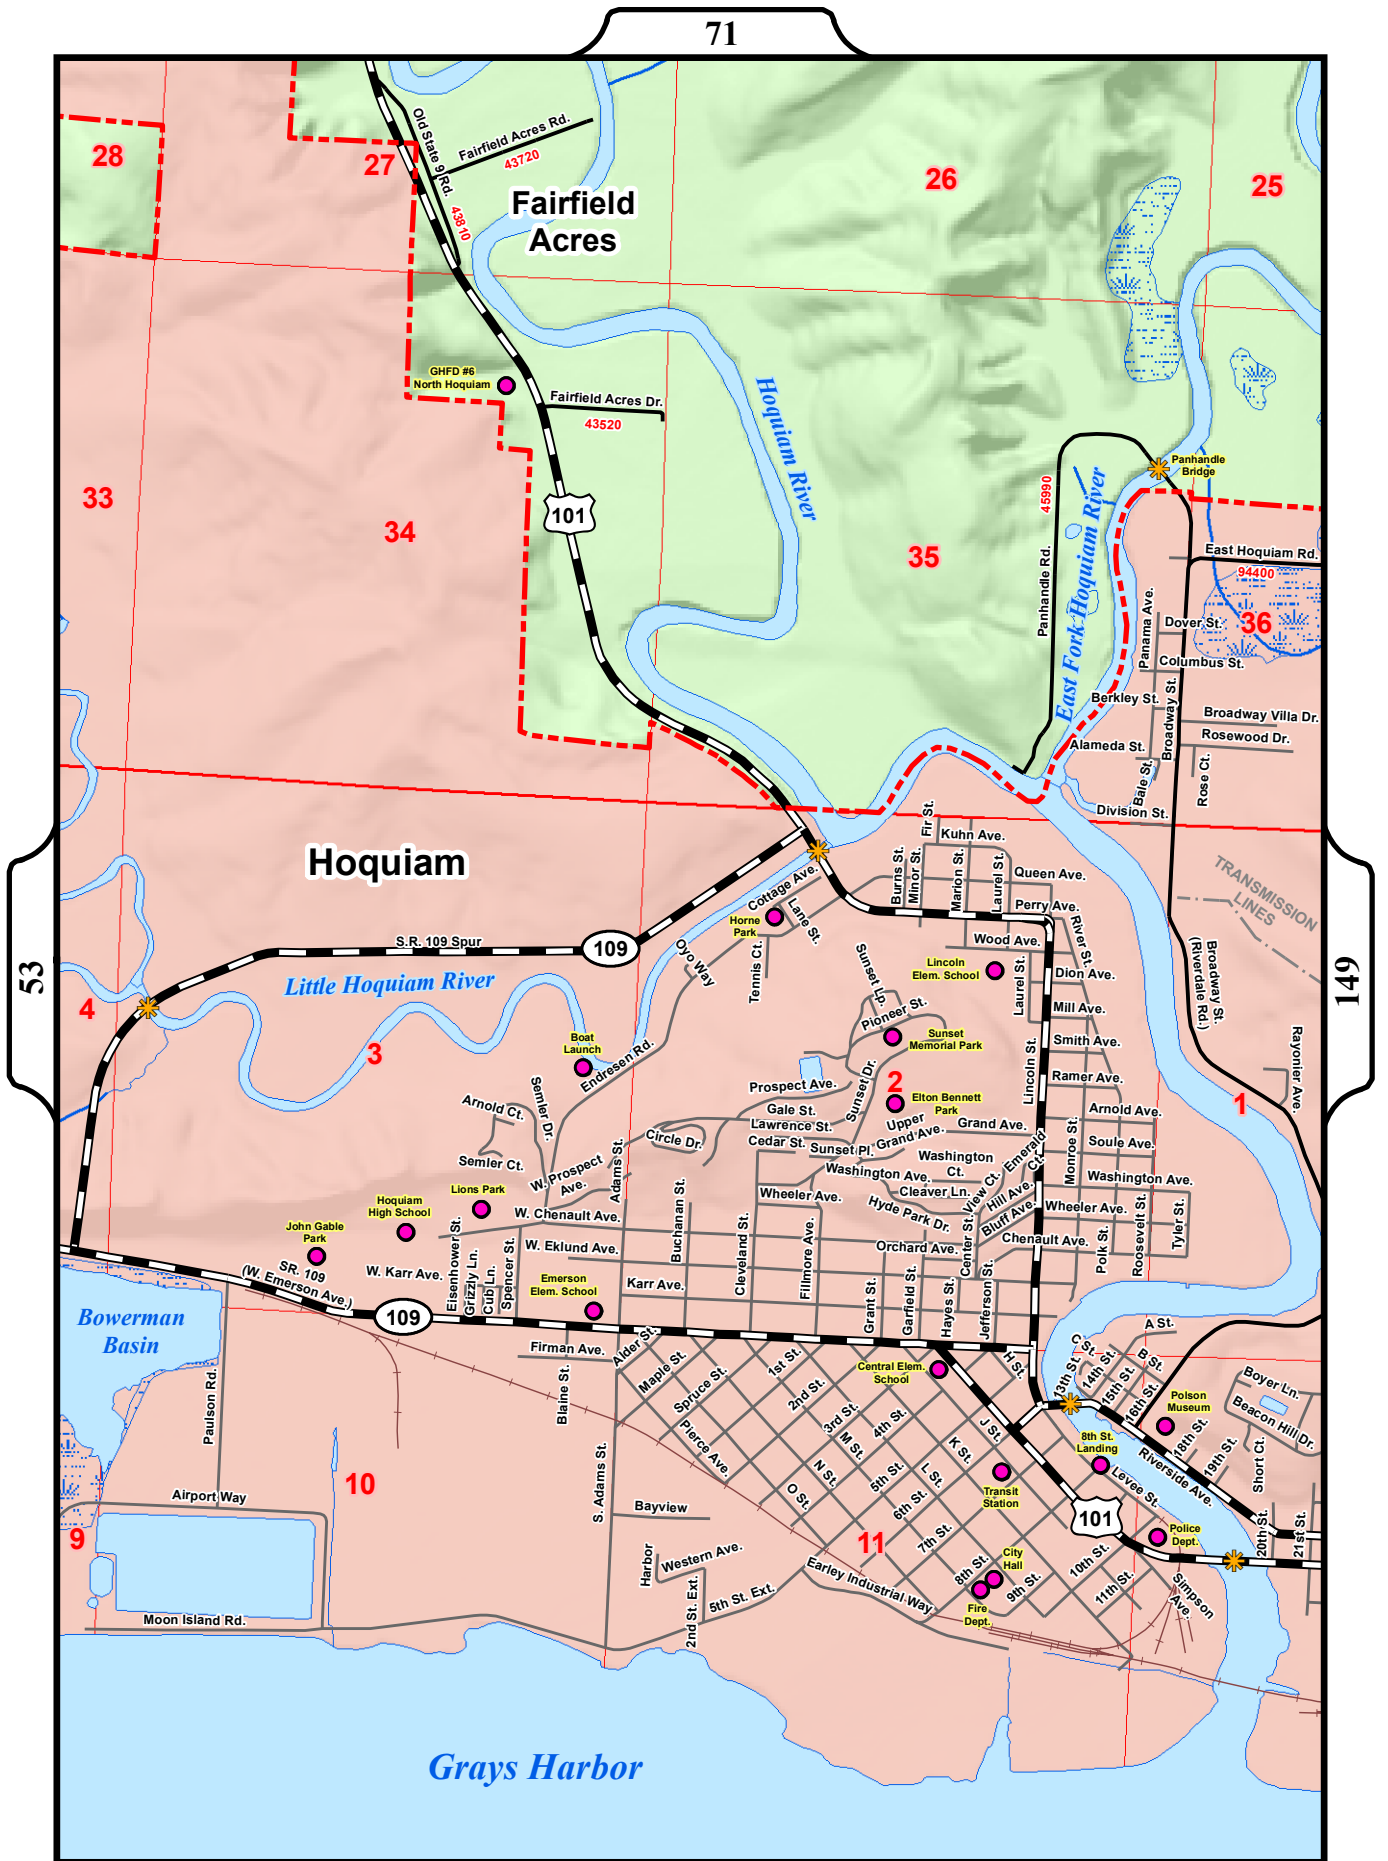 71
28
27
Old State 9 Rd.
43810
Fairfield Acres Rd.
43720
Fairfield
Acres
26
25
GHFD #6
North Hoquiam
Fairfield Acres Dr.
43520
Hoquiam River
101
33
34
35
Panhandle
Bridge
45990
Panhandle Rd.
East Fork Hoquiam River
East Hoquiam Rd.
94400
36
Panama Ave.
Dover St.
Columbus St.
Berkley St.
Broadway St.
Broadway Villa Dr.
Rosewood Dr.
Alameda St.
Bale St.
Rose Ct.
Division St.
Hoquiam
53
149
TRANSMISSION
LINES
Fir St.
Kuhn Ave.
Burns St.
Minor St.
Marion St.
Laurel St.
Queen Ave.
Perry Ave.
River St.
Cottage Ave.
Lane St.
Horne
Park
Tennis Ct.
Oyo Way
S.R. 109 Spur
109
Little Hoquiam River
Wood Ave.
Lincoln
Elem. School
Laurel St.
Dion Ave.
Mill Ave.
Smith Ave.
Ramer Ave.
Lincoln St.
Broadway St.
(Riverdale Rd.)
Rayonier Ave.
4
3
2
1
Boat
Launch
Endresen Rd.
Sunset Lp.
Pioneer St.
Sunset
Memorial Park
Sunset Dr.
Prospect Ave.
Elton Bennett
Park
Gale St.
Lawrence St.
Cedar St.
Sunset Pl.
Upper
Grand Ave.
Grand Ave.
Arnold Ave.
Soule Ave.
Monroe St.
Washington Ave.
Arnold Ct.
Semler Dr.
Semler Ct.
Circle Dr.
W. Prospect
Ave.
Adams St.
Washington
Ct.
Washington Ave.
Cleaver Ln.
Emerald
Ct.
View Ct.
Hill Ave.
Bluff Ave.
Wheeler Ave.
Wheeler Ave.
Hyde Park Dr.
Lions Park
Hoquiam
High School
John Gable
Park
W. Chenault Ave.
W. Eklund Ave.
Buchanan St.
Cleveland St.
Fillmore Ave.
Orchard Ave.
Center St.
Chenault Ave.
Polk St.
Roosevelt St.
Tyler St.
SR. 109
(W. Emerson Ave.)
W. Karr Ave.
Eisenhower St.
Grizzly Ln.
Cub Ln.
Spencer St.
Emerson
Elem. School
Karr Ave.
Grant St.
Garfield St.
Hayes St.
Jefferson St.
Bowerman
Basin
109
Firman Ave.
Blaine St.
Alder St.
Maple St.
Spruce St.
Pierce Ave.
1st St.
2nd St.
3rd St.
4th St.
5th St.
6th St.
7th St.
8th St.
9th St.
10th St.
11th St.
H St.
J St.
K St.
L St.
M St.
N St.
O St.
Central Elem.
School
C St.
13th St.
14th St.
15th St.
16th St.
A St.
B St.
Polson
Museum
18th St.
19th St.
Boyer Ln.
Beacon Hill Dr.
Short Ct.
8th St.
Landing
Levee St.
Riverside Ave.
20th St.
21st St.
Transit
Station
101
Police
Dept.
Simpson
Ave.
City
Hall
Fire
Dept.
Paulson Rd.
Airport Way
Moon Island Rd.
9
10
11
S. Adams St.
Bayview
Harbor
Western Ave.
2nd St. Ext.
5th St. Ext.
Earley Industrial Way
Grays Harbor